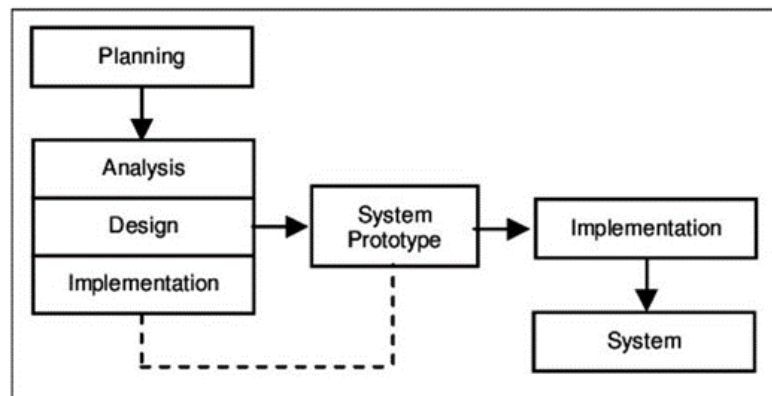 Planning
Analysis
Design
Implementation
System
Prototype
Implementation
System